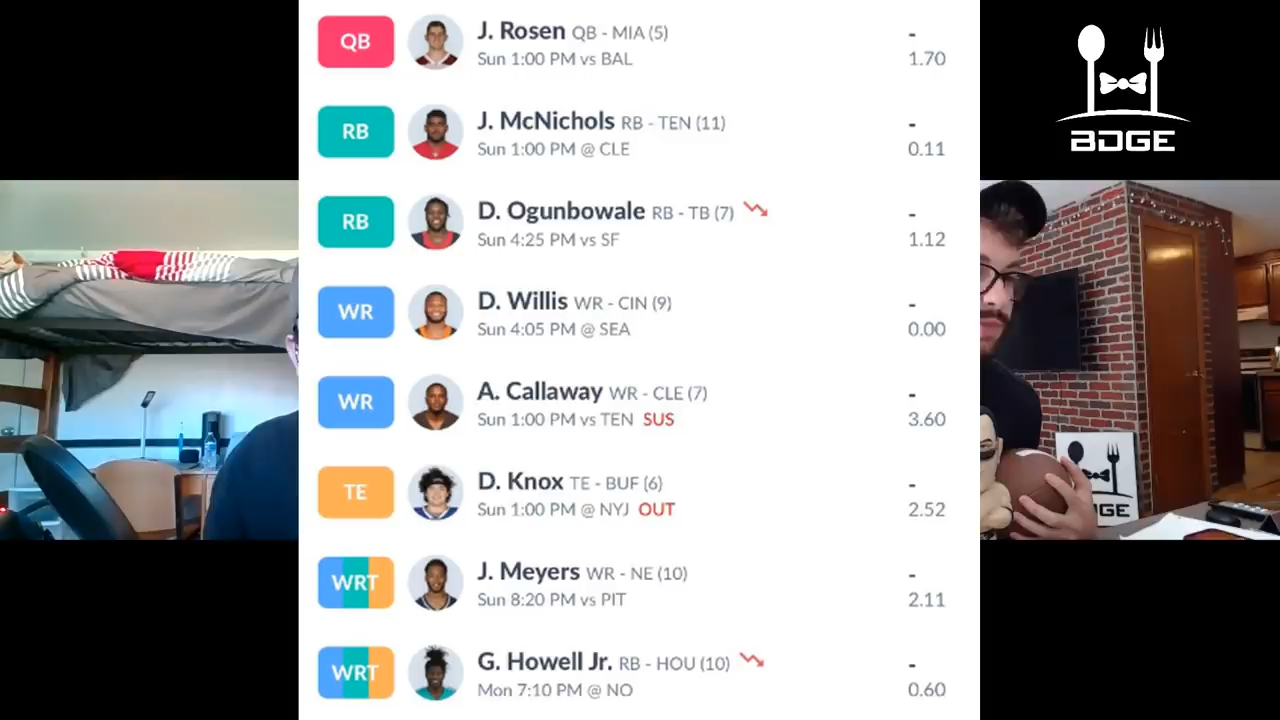 QB
J. Rosen QB - MIA (5)
-
Sun 1:00 PM vs BAL
1.70
RB
J. McNichols RB - TEN (11)
-
Sun 1:00 PM @ CLE
0.11
RB
D. Ogunbowale RB - TB (7)
-
Sun 4:25 PM vs SF
1.12
WR
D. Willis WR - CIN (9)
-
Sun 4:05 PM @ SEA
0.00
WR
A. Callaway WR - CLE (7)
-
Sun 1:00 PM vs TEN SUS
3.60
TE
D. Knox TE - BUF (6)
-
Sun 1:00 PM @ NYJ OUT
2.52
WRT
J. Meyers WR - NE (10)
-
Sun 8:20 PM vs PIT
2.11
WRT
G. Howell Jr. RB - HOU (10)
-
Mon 7:10 PM @ NO
0.60
BDGE
DGE